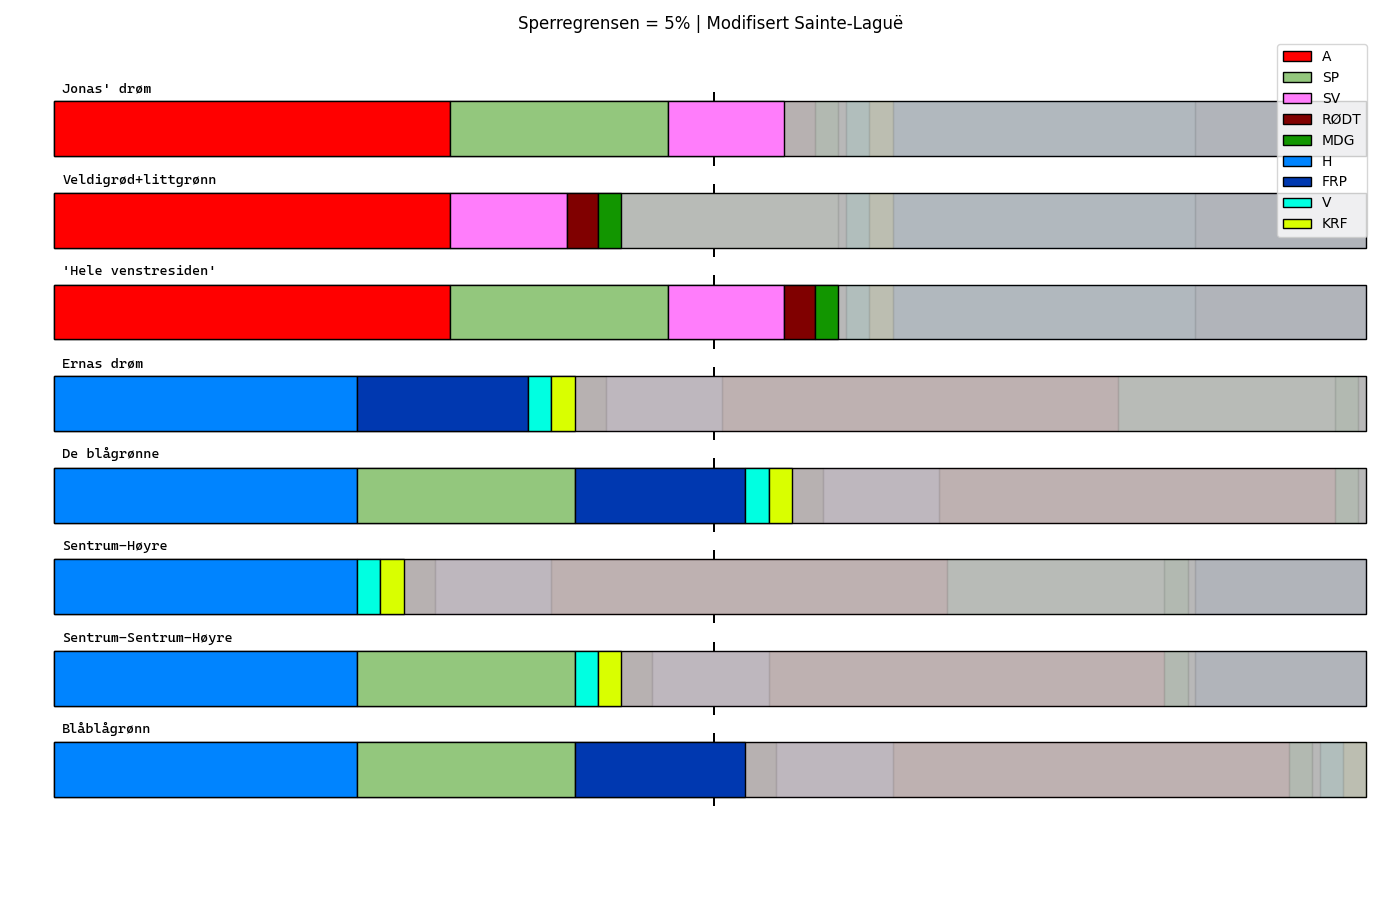 Sperregrensen = 5% | Modifisert Sainte-Laguë
A
SP
SV
RØDT
MDG
H
FRP
V
KRF
Jonas' drøm
Veldigrød+littgrønn
'Hele venstresiden'
Ernas drøm
De blågrønne
Sentrum-Høyre
Sentrum-Sentrum-Høyre
Blåblågrønn